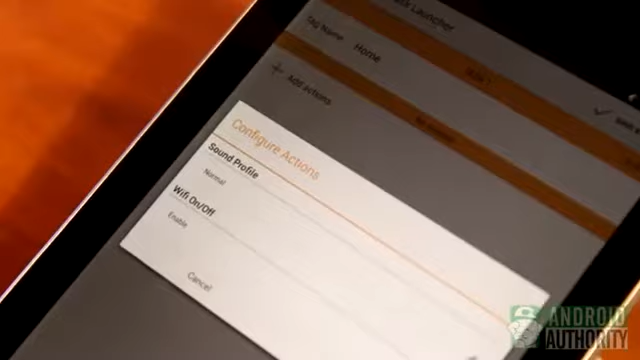 Launcher
Tag Name
Home
Add actions
Configure Actions
Sound Profile
Normal
Wifi On/Off
Enable
Cancel
ANDROID
AUTHORITY